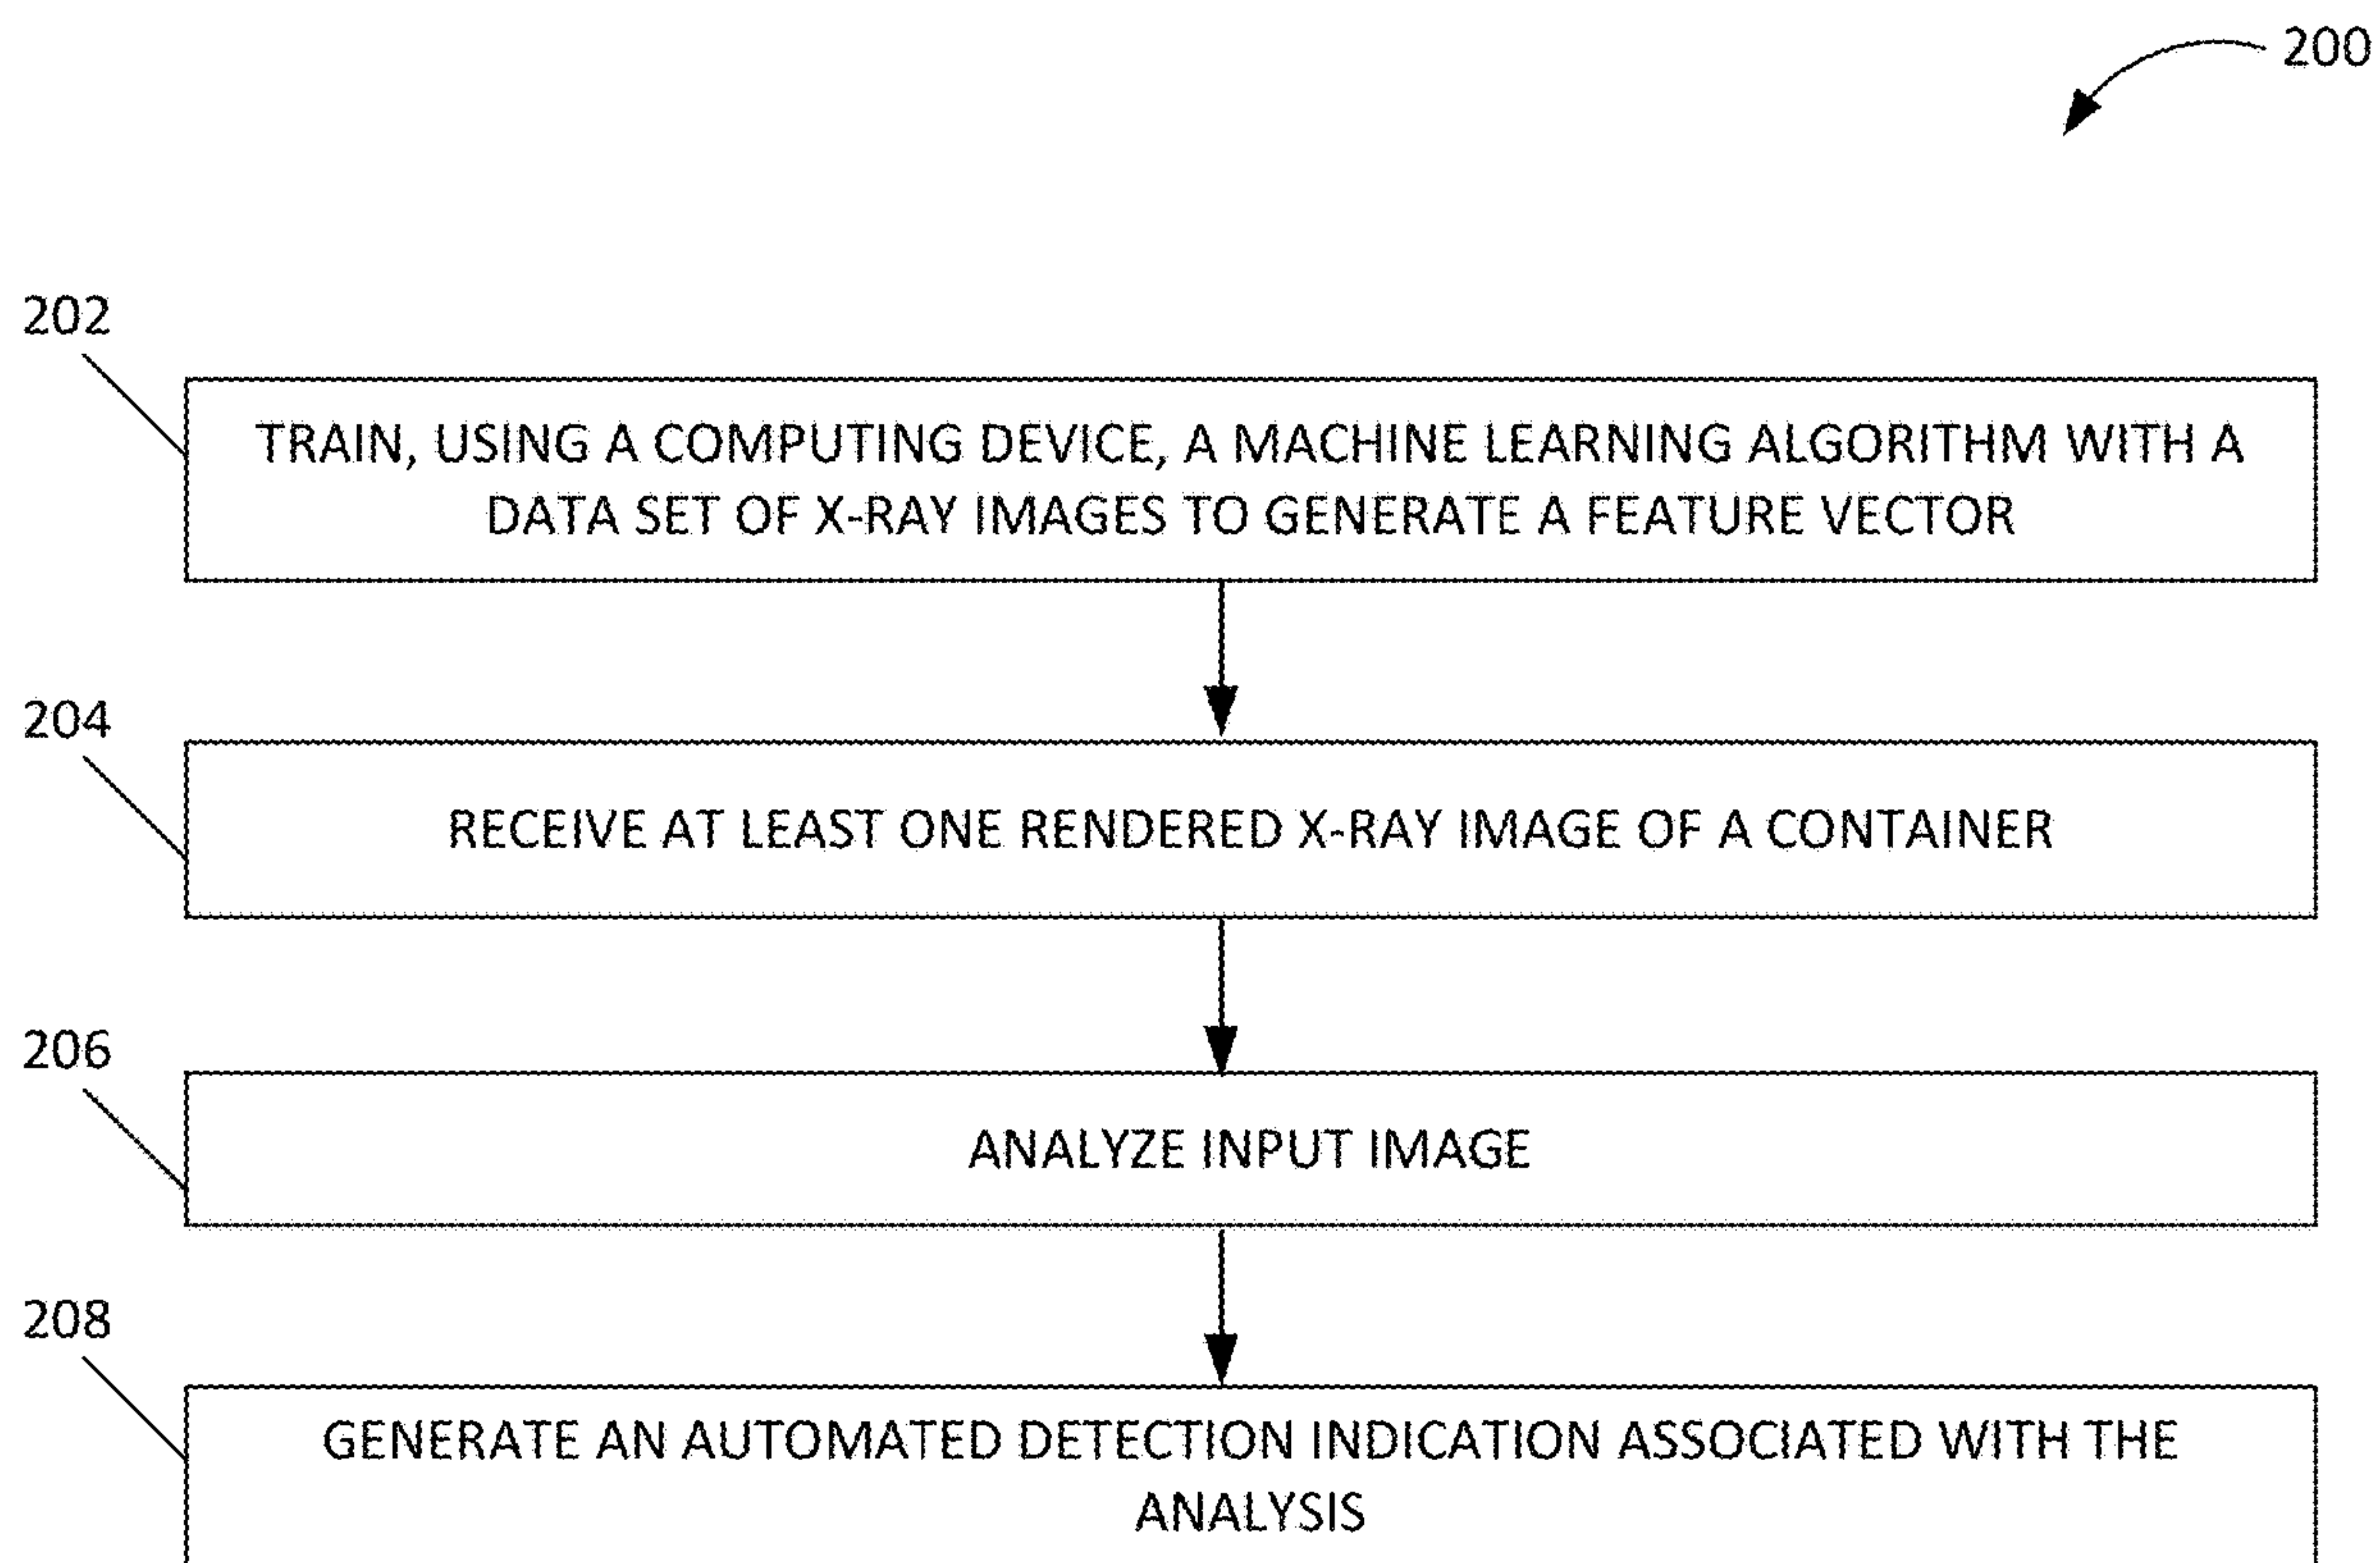 200
202
TRAIN, USING A COMPUTING DEVICE, A MACHINE LEARNING ALGORITHM WITH A
DATA SET OF X-RAY IMAGES TO GENERATE A FEATURE VECTOR
204
RECEIVE AT LEAST ONE RENDERED X-RAY IMAGE OF A CONTAINER
206
ANALYZE INPUT IMAGE
208
GENERATE AN AUTOMATED DETECTION INDICATION ASSOCIATED WITH THE
ANALYSIS